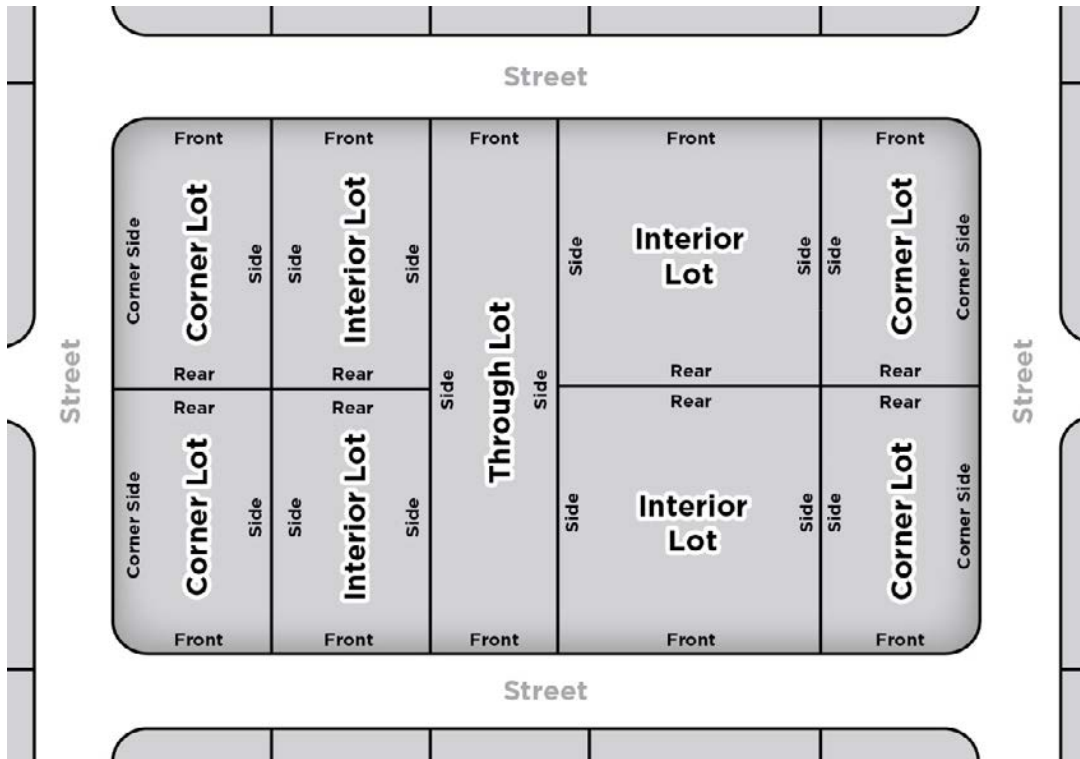 Street
Front
Front
Front
Front
Front
Corner Side
Corner Lot
Side
Side
Interior Lot
Side
Side
Through Lot
Side
Side
Interior
Lot
Side
Side
Corner Lot
Corner Side
Rear
Rear
Rear
Rear
Street
Street
Rear
Rear
Rear
Rear
Corner Side
Corner Lot
Side
Side
Interior Lot
Side
Side
Interior
Lot
Side
Side
Corner Lot
Corner Side
Front
Front
Front
Front
Front
Street